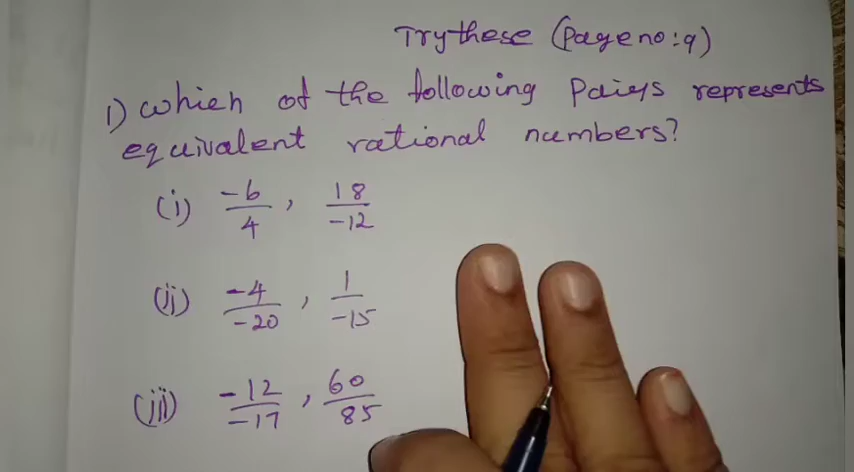 Try these (Page no:9)
1) which of the following Pairs represents
equivalent rational numbers?
(i) -6/4, 18/-12
(ii) -4/-20, 1/-15
(iii) -12/-17, 60/85